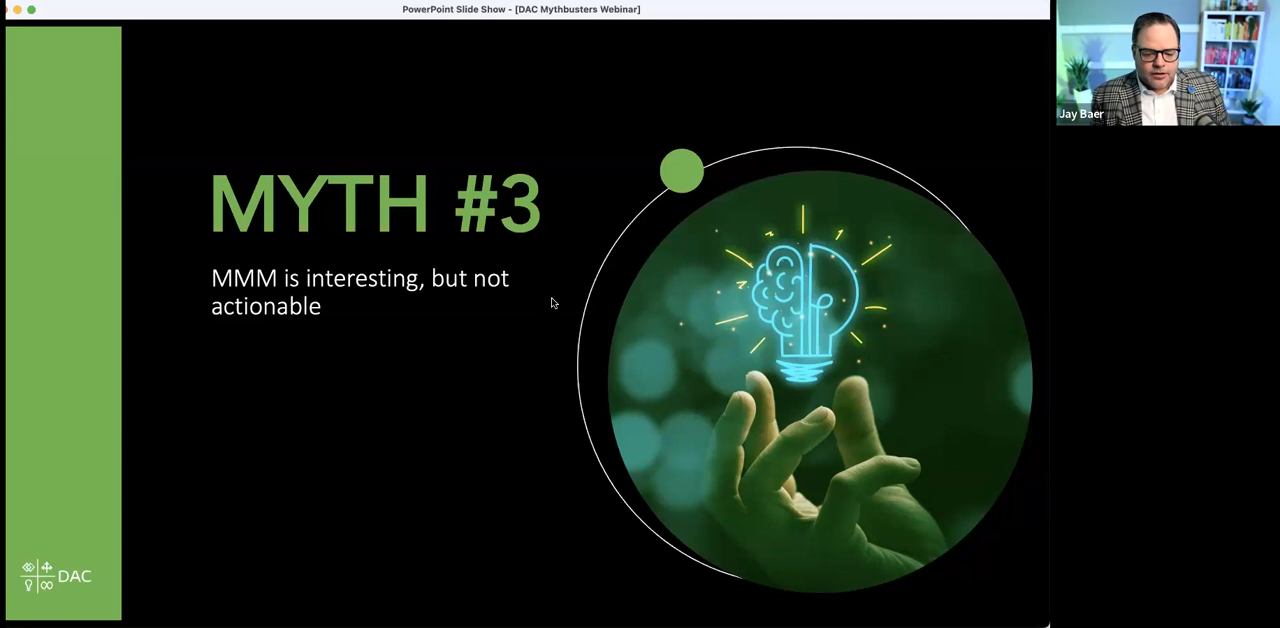 PowerPoint Slide Show - [DAC Mythbusters Webinar]
MYTH #3
MMM is interesting, but not
actionable
DAC
Jay Baer